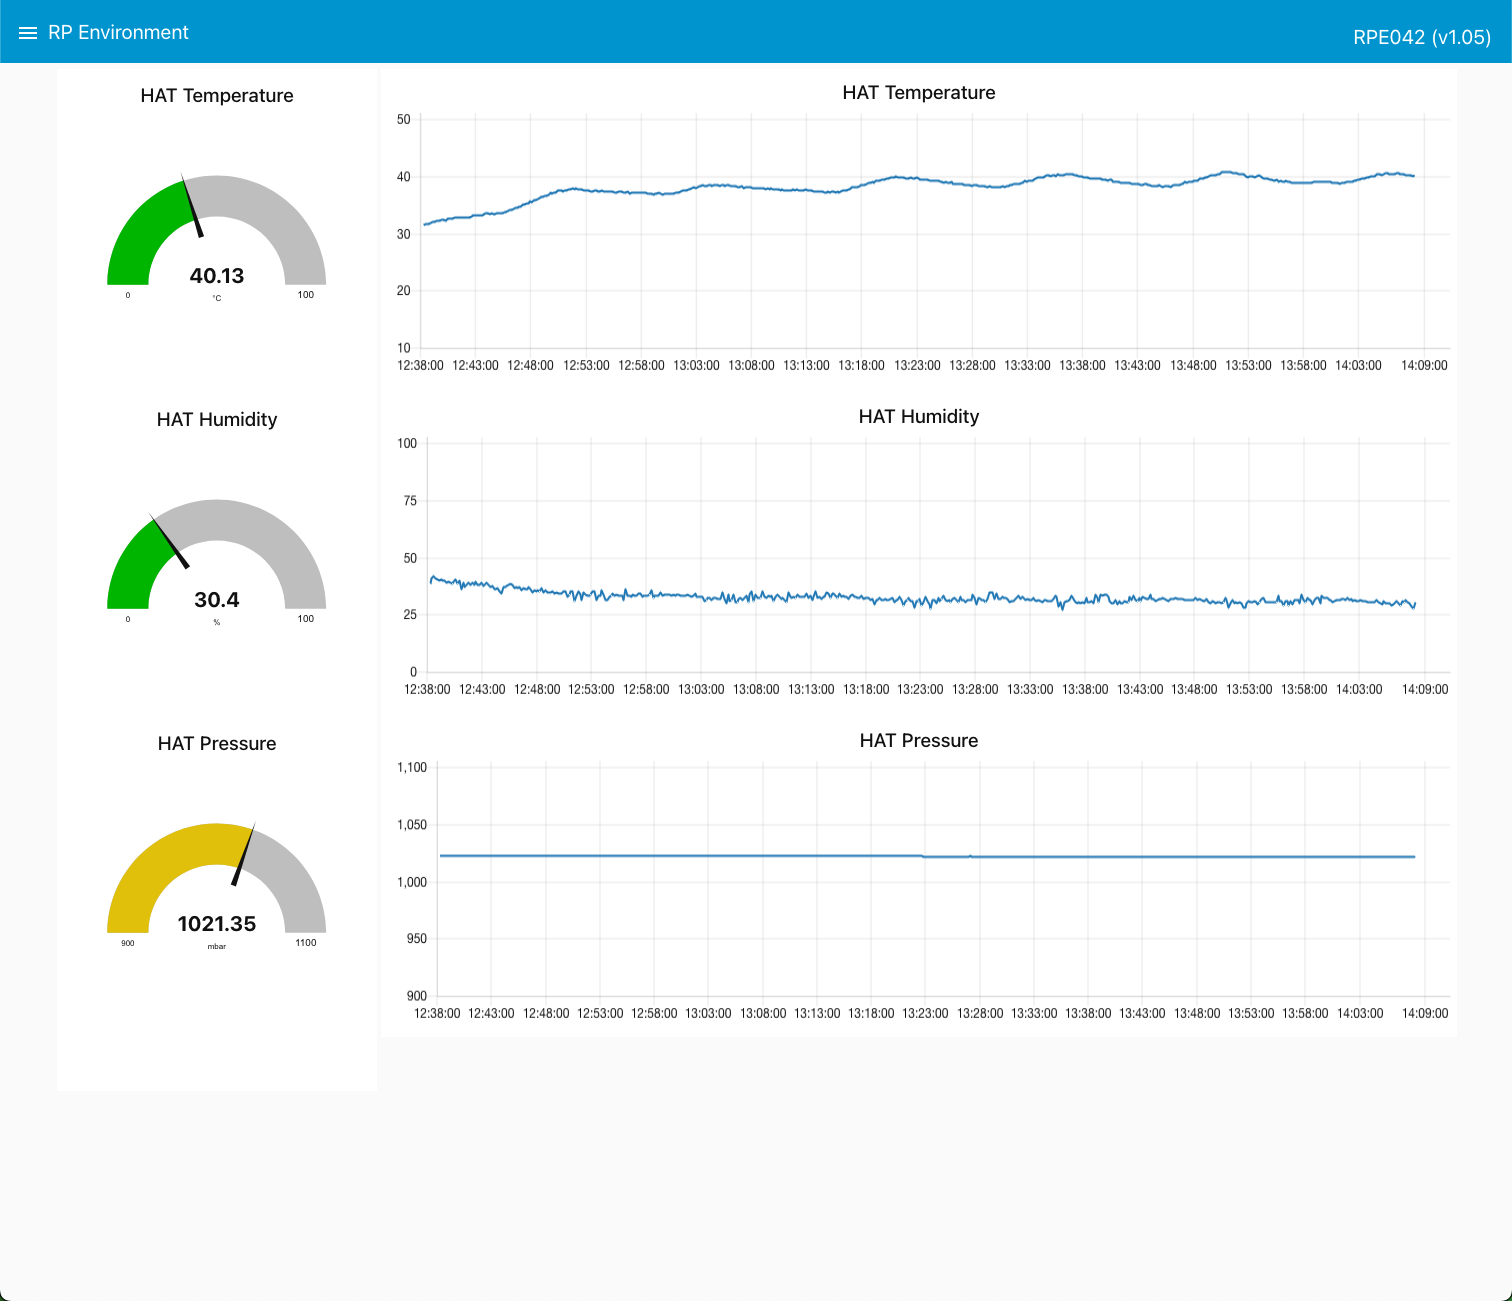 RP Environment
RPE042 (v1.05)
HAT Temperature
40.13
0
°C
100
HAT Humidity
30.4
0
%
100
HAT Pressure
1021.35
900
mbar
1100
HAT Temperature
50
40
30
20
10
12:38:00 12:43:00 12:48:00 12:53:00 12:58:00 13:03:00 13:08:00 13:13:00 13:18:00 13:23:00 13:28:00 13:33:00 13:38:00 13:43:00 13:48:00 13:53:00 13:58:00 14:03:00 14:09:00
HAT Humidity
100
75
50
25
0
12:38:00 12:43:00 12:48:00 12:53:00 12:58:00 13:03:00 13:08:00 13:13:00 13:18:00 13:23:00 13:28:00 13:33:00 13:38:00 13:43:00 13:48:00 13:53:00 13:58:00 14:03:00 14:09:00
HAT Pressure
1,100
1,050
1,000
950
900
12:38:00 12:43:00 12:48:00 12:53:00 12:58:00 13:03:00 13:08:00 13:13:00 13:18:00 13:23:00 13:28:00 13:33:00 13:38:00 13:43:00 13:48:00 13:53:00 13:58:00 14:03:00 14:09:00